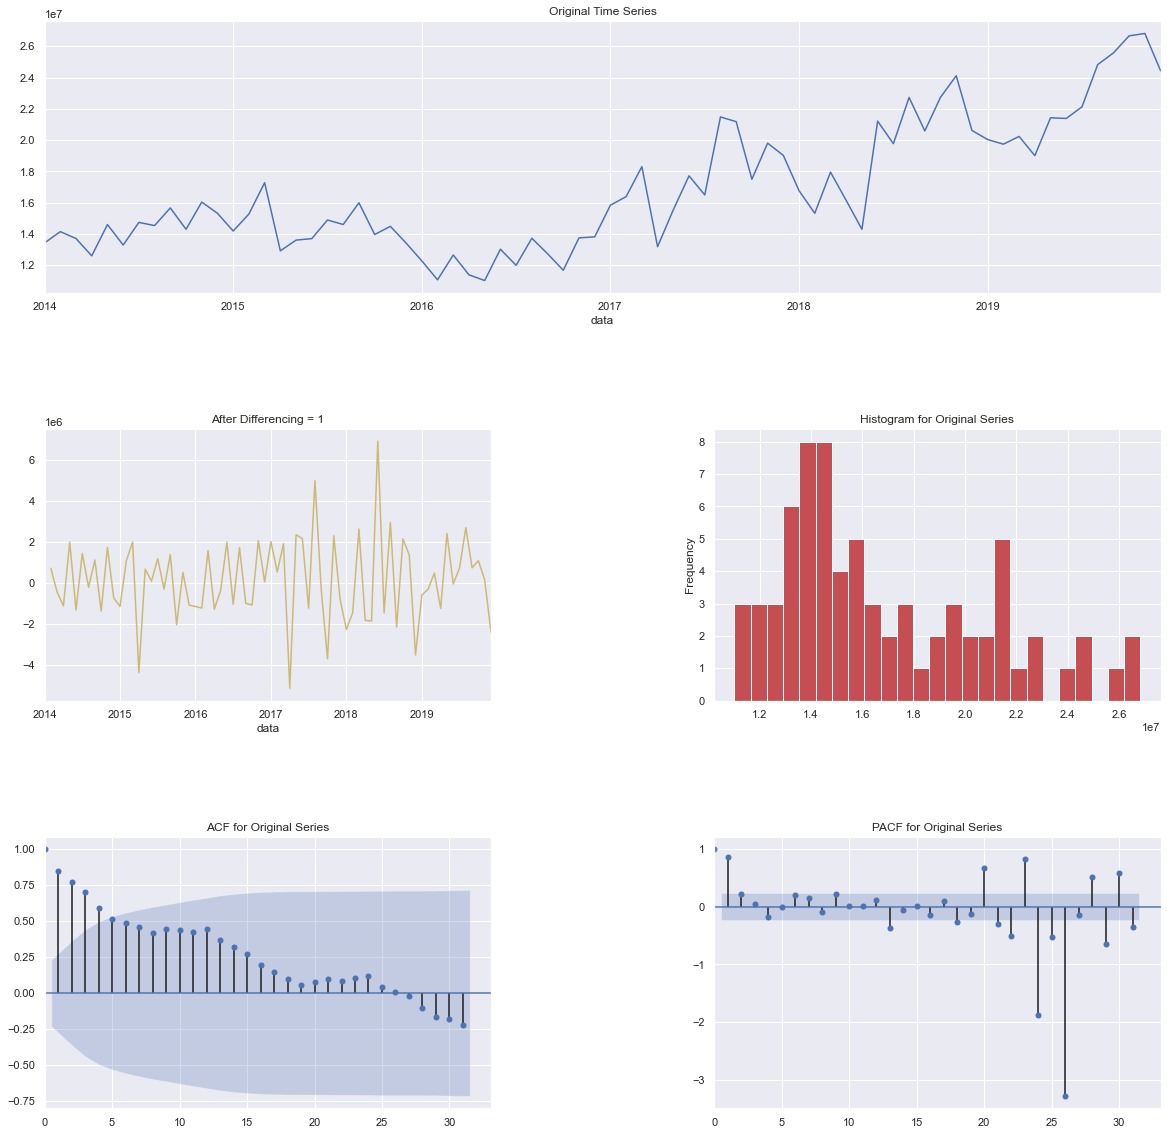 Original Time Series
1e7
2.6
2.4
2.2
2.0
1.8
1.6
1.4
1.2
2014 2015 2016 2017 2018 2019
data
After Differencing = 1
1e6
6
4
2
0
−2
−4
2014 2015 2016 2017 2018 2019
data
Histogram for Original Series
Frequency
8
7
6
5
4
3
2
1
0
1.2 1.4 1.6 1.8 2.0 2.2 2.4 2.6
1e7
ACF for Original Series
1.00
0.75
0.50
0.25
0.00
−0.25
−0.50
−0.75
0 5 10 15 20 25 30
PACF for Original Series
1
0
−1
−2
−3
0 5 10 15 20 25 30